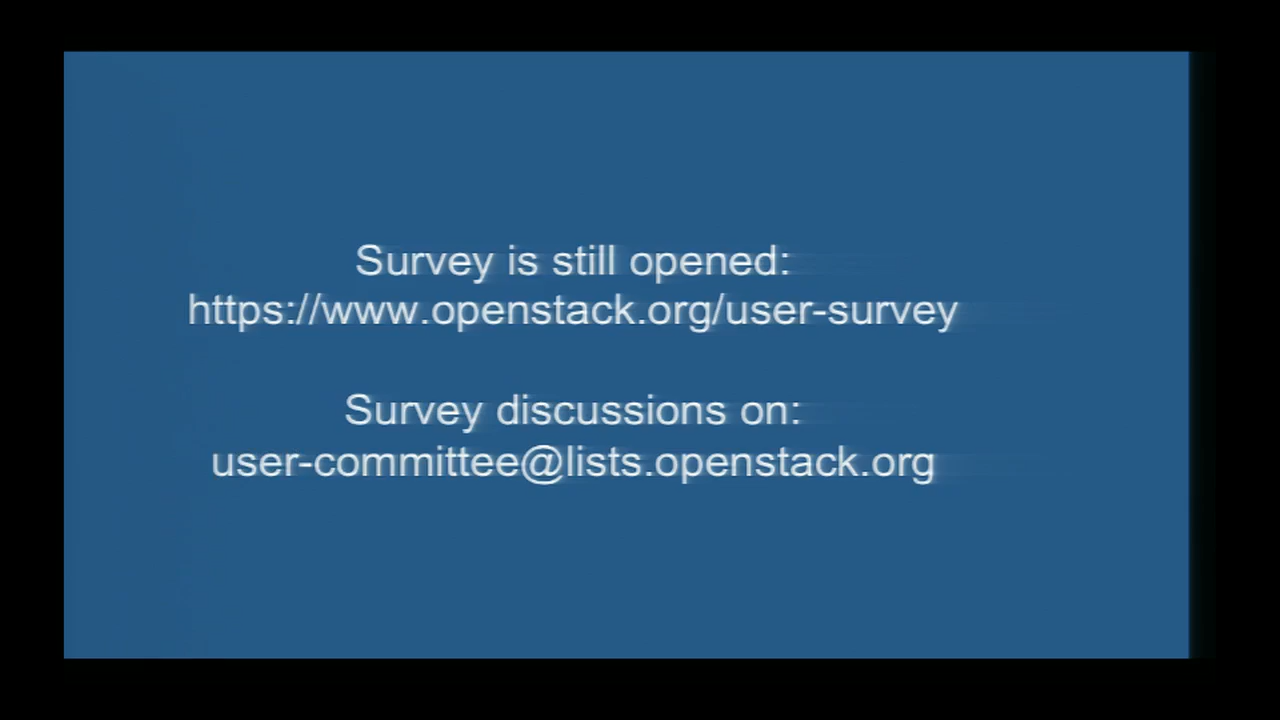 Survey is still opened:
https://www.openstack.org/user-survey
Survey discussions on:
user-committee@lists.openstack.org